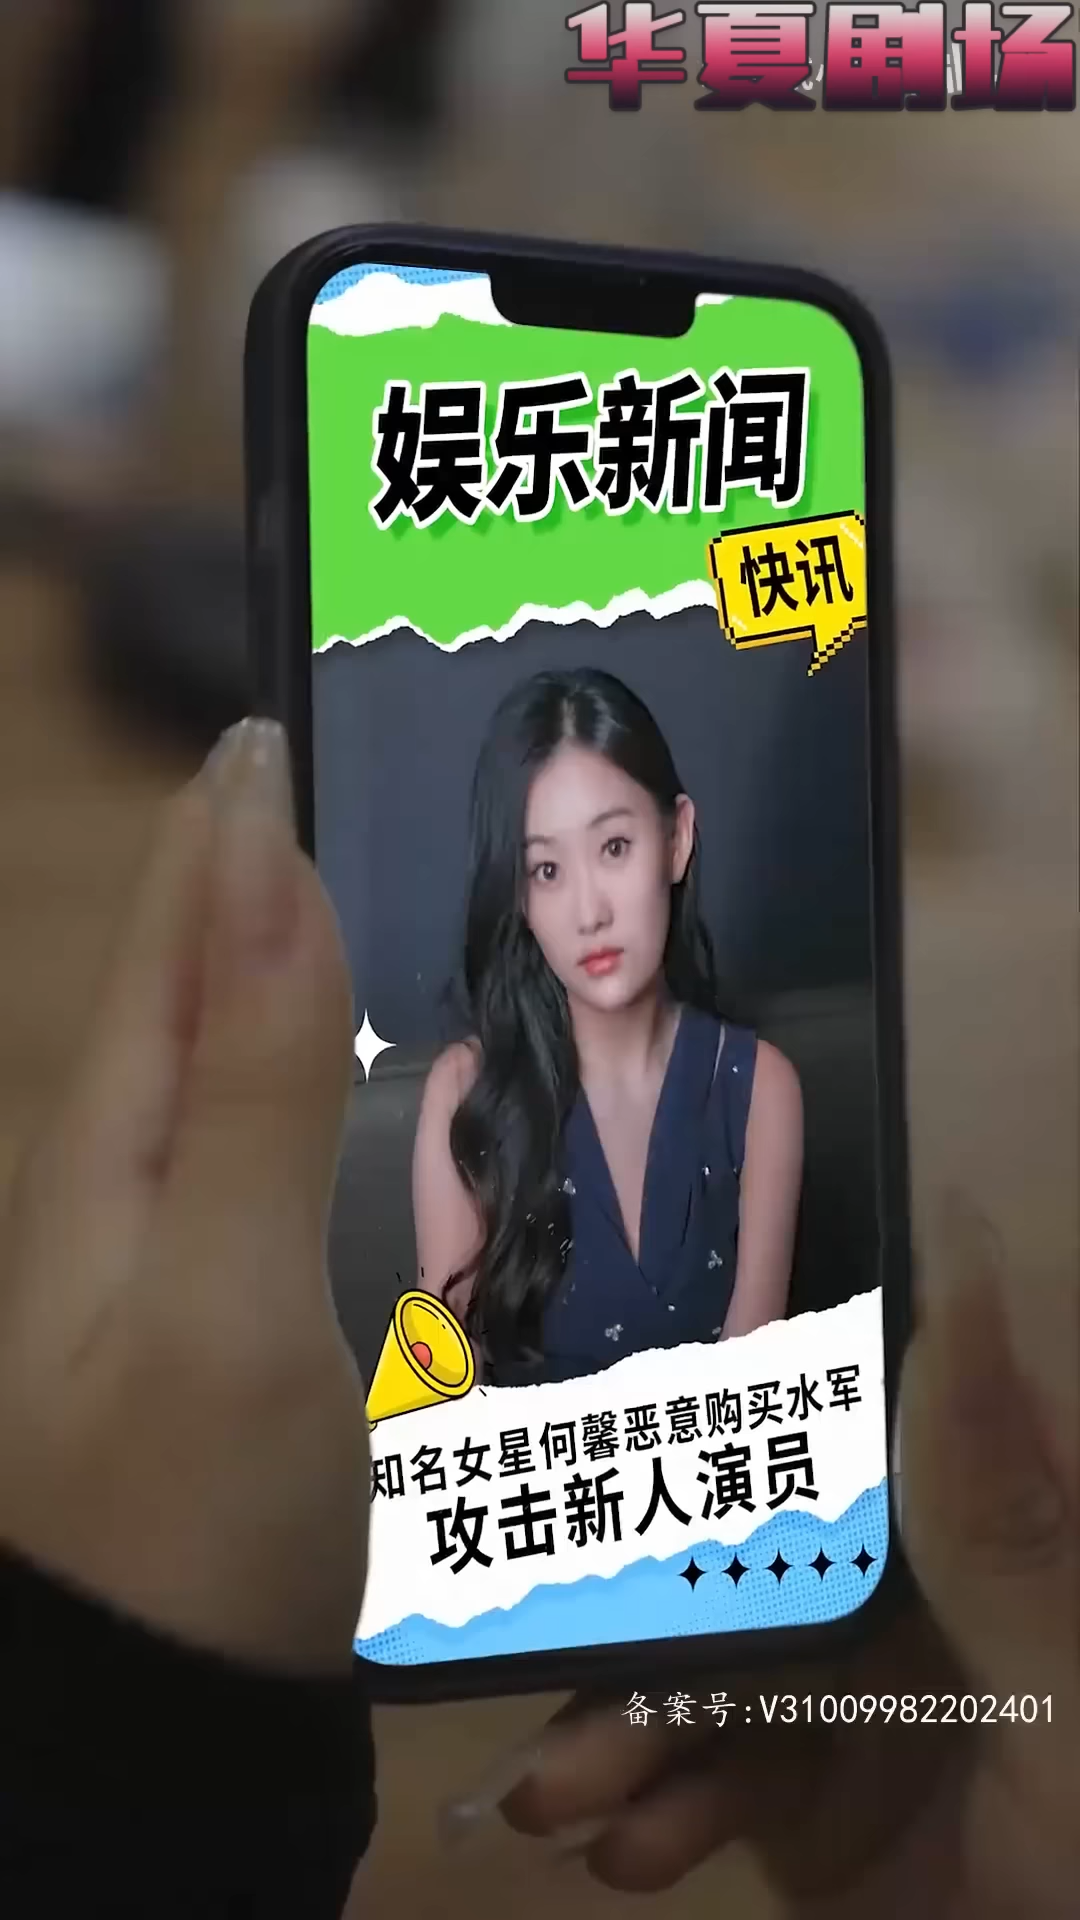 华夏剧场
娱乐新闻
快讯
知名女星何馨恶意购买水军
攻击新人演员
备案号:V31009982202401